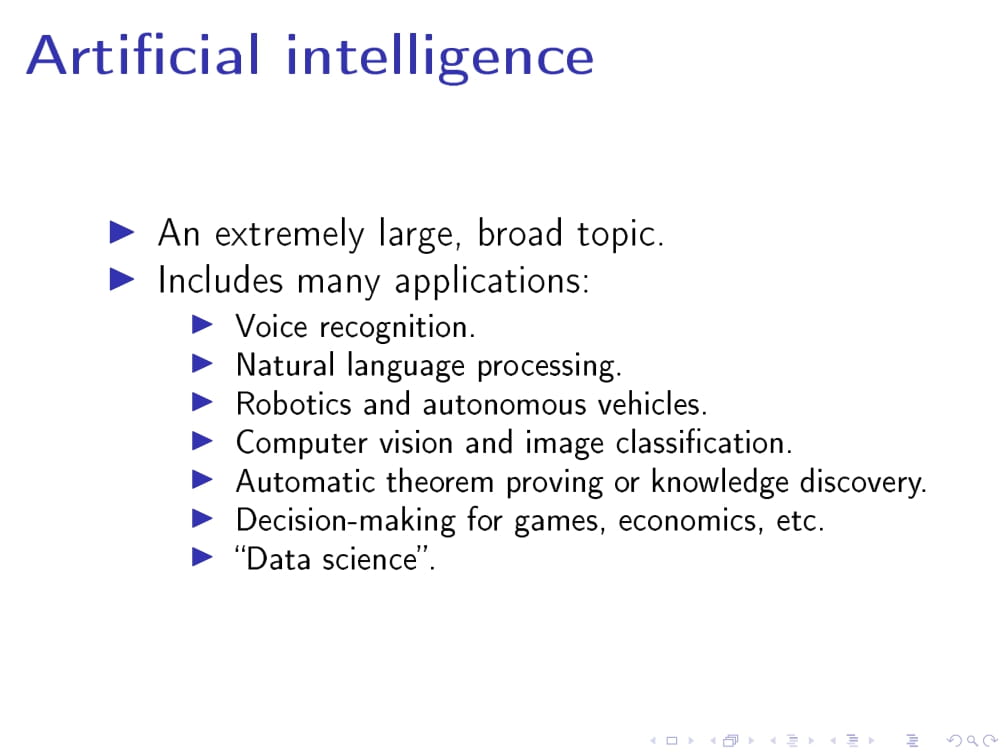 Artificial intelligence
An extremely large, broad topic.
Includes many applications:
Voice recognition.
Natural language processing.
Robotics and autonomous vehicles.
Computer vision and image classification.
Automatic theorem proving or knowledge discovery.
Decision-making for games, economics, etc.
“Data science”.